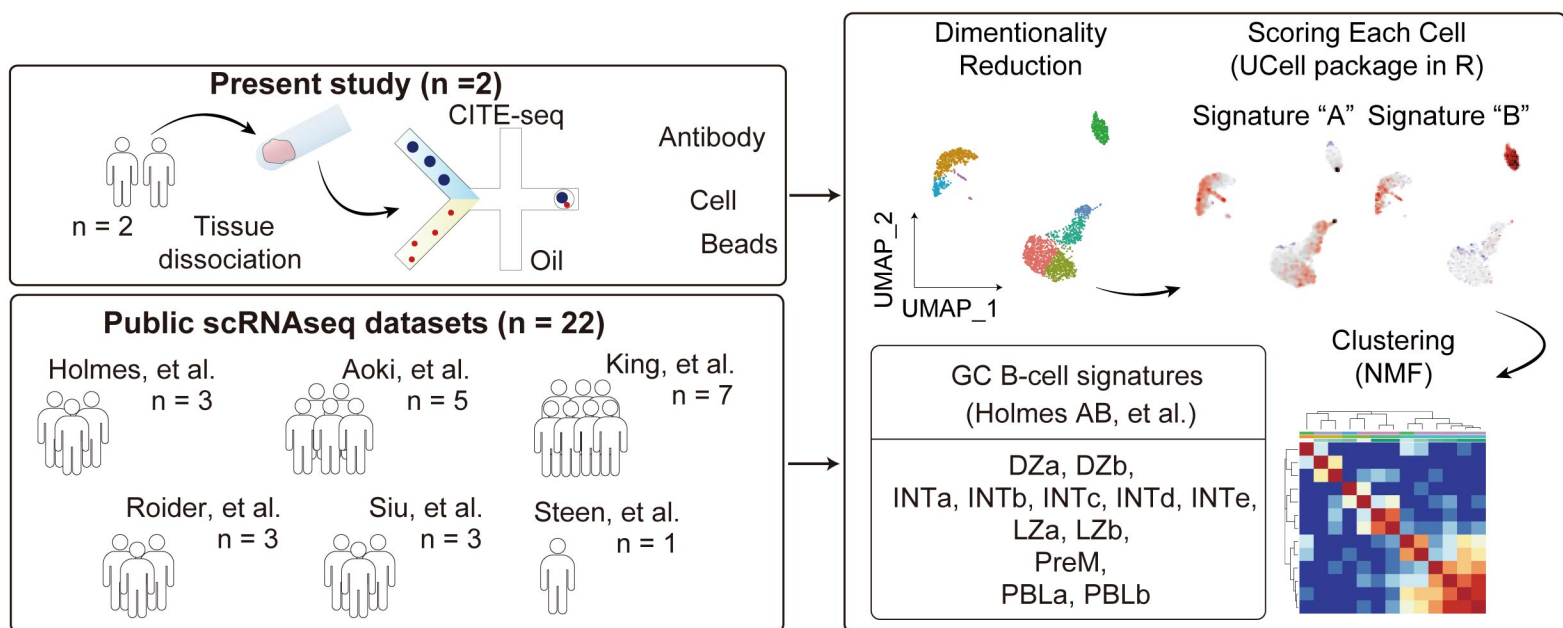 Present study (n =2)
CITE-seq
Antibody
Cell
Beads
n = 2
Tissue
dissociation
Oil
Public scRNAseq datasets (n = 22)
Holmes, et al.
n = 3
Aoki, et al.
n = 5
King, et al.
n = 7
Roider, et al.
n = 3
Siu, et al.
n = 3
Steen, et al.
n = 1
Dimentionality
Reduction
UMAP_2
UMAP_1
Scoring Each Cell
(UCell package in R)
Signature “A”
Signature “B”
Clustering
(NMF)
GC B-cell signatures
(Holmes AB, et al.)
DZa, DZb,
INTa, INTb, INTc, INTd, INTe,
LZa, LZb,
PreM,
PBLa, PBLb